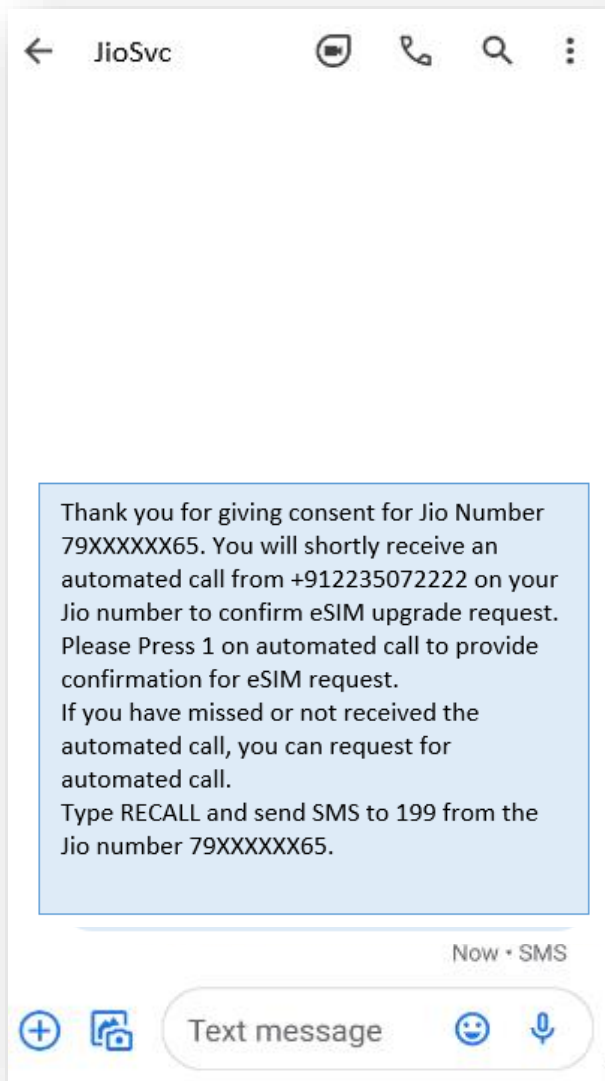 JioSvc
Thank you for giving consent for Jio Number
79XXXXXX65. You will shortly receive an
automated call from +912235072222 on your
Jio number to confirm eSIM upgrade request.
Please Press 1 on automated call to provide
confirmation for eSIM request.
If you have missed or not received the
automated call, you can request for
automated call.
Type RECALL and send SMS to 199 from the
Jio number 79XXXXXX65.
Now • SMS
Text message